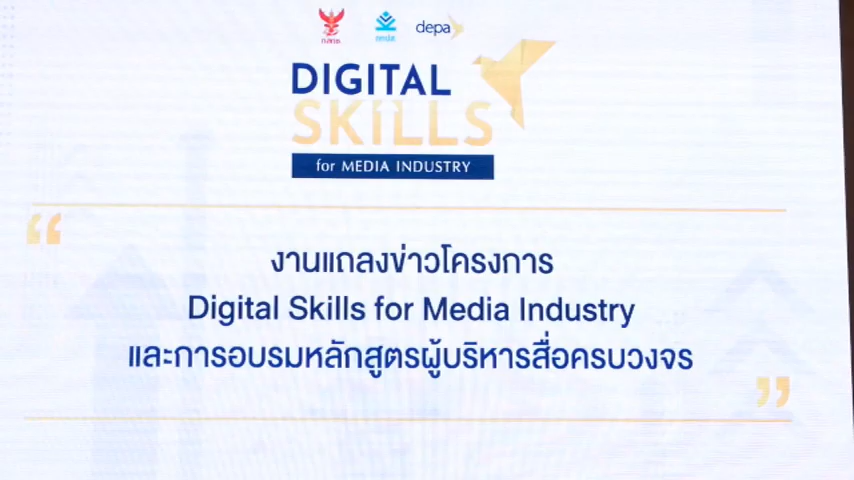 depa
DIGITAL
SKILLS
for MEDIA INDUSTRY
“
งานแถลงข่าวโครงการ
Digital Skills for Media Industry
และการอบรมหลักสูตรผู้บริหารสื่อครบวงจร
”